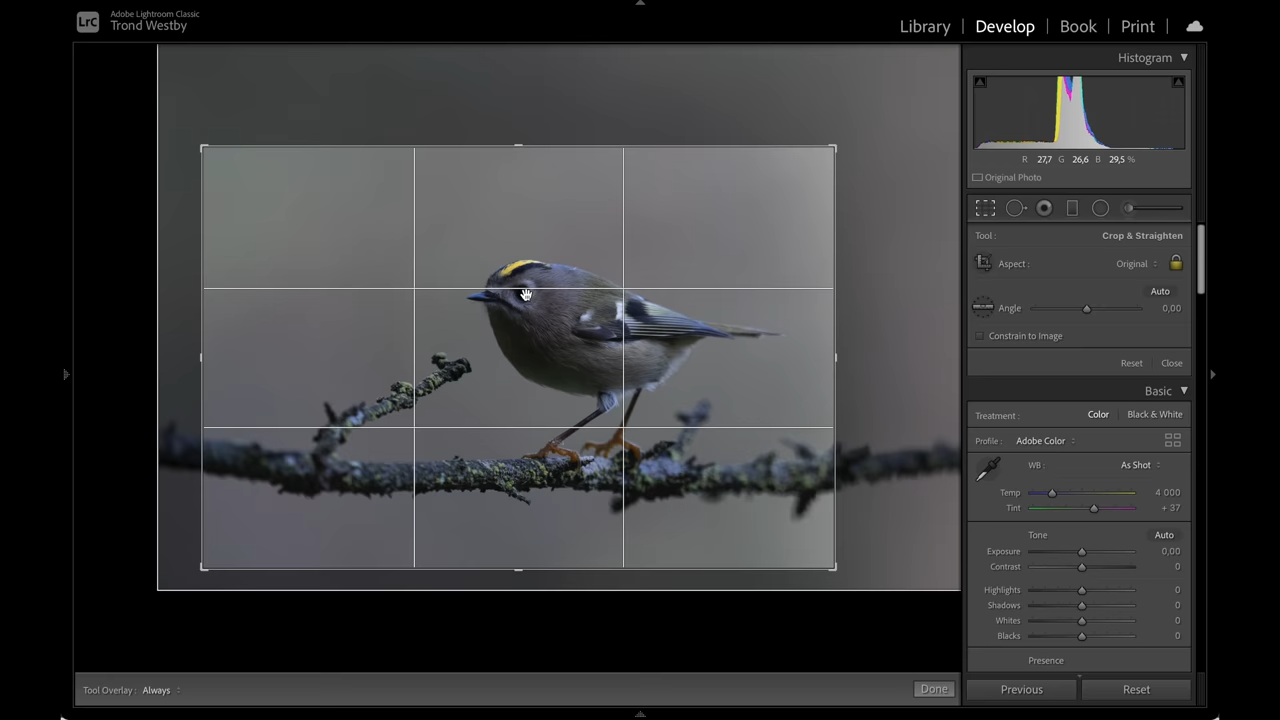 LrC
Adobe Lightroom Classic
Trond Westby
Library | Develop | Book | Print |
Histogram
R 27,7 G 26,6 B 29,5 %
Original Photo
Tool : Crop & Straighten
Aspect : Original
Auto
Angle 0,00
Constrain to Image
Reset Close
Basic
Treatment : Color | Black & White
Profile : Adobe Color
WB : As Shot
Temp 4 000
Tint + 37
Tone Auto
Exposure 0,00
Contrast 0
Highlights 0
Shadows 0
Whites 0
Blacks 0
Presence
Tool Overlay : Always
Done
Previous
Reset